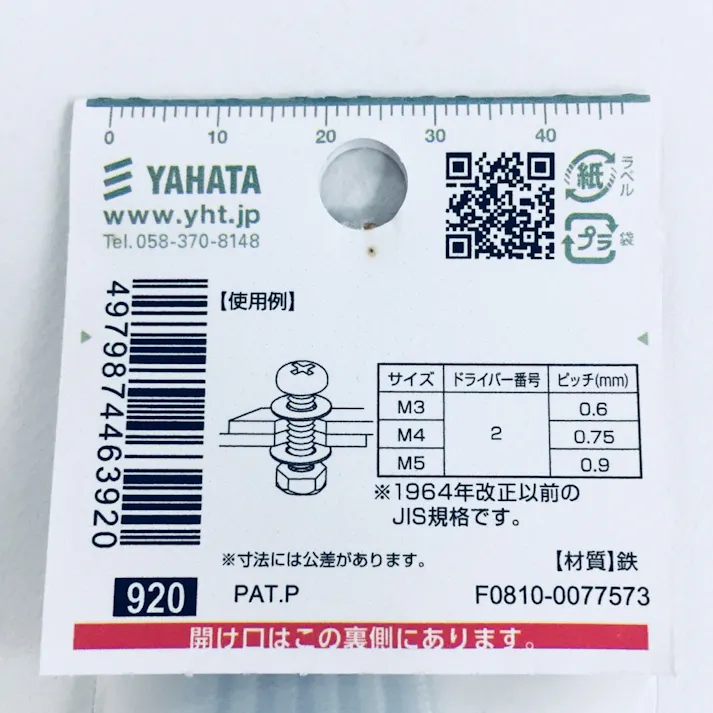 0 10 20 30 40
YAHATA
www.yht.jp
Tel.058-370-8148
紙 ラベル
プラ 袋
4979874463920
【使用例】
サイズ ドライバー番号 ピッチ(mm)
M3 2 0.6
M4 0.75
M5 0.9
※1964年改正以前の
JIS規格です。
※寸法には公差があります。
【材質】鉄
920 PAT.P F0810-0077573
開け口はこの裏側にあります。